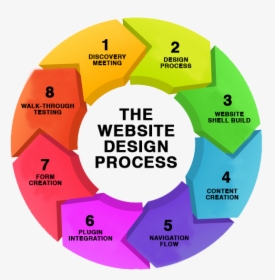 THE
WEBSITE
DESIGN
PROCESS
1
DISCOVERY
MEETING
2
DESIGN
PROCESS
3
WEBSITE
SHELL BUILD
4
CONTENT
CREATION
5
NAVIGATION
FLOW
6
PLUGIN
INTEGRATION
7
FORM
CREATION
8
WALK-THROUGH
TESTING